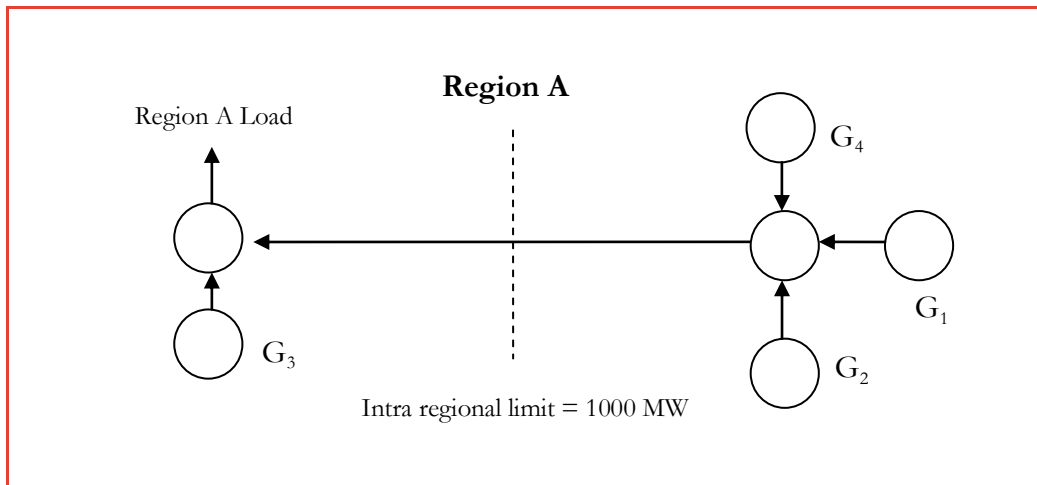 Region A
Region A Load
G₄
G₁
G₃
G₂
Intra regional limit = 1000 MW